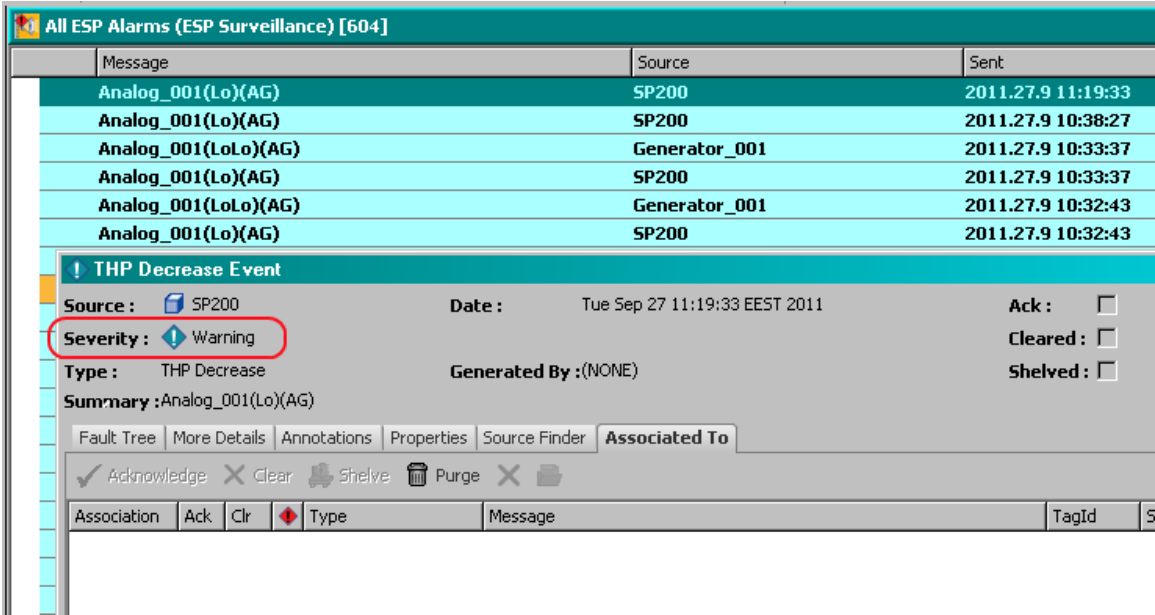 All ESP Alarms (ESP Surveillance) [604]
Message Source Sent
Analog_001(Lo)(AG) SP200 2011.27.9 11:19:33
Analog_001(Lo)(AG) SP200 2011.27.9 10:38:27
Analog_001(LoLo)(AG) Generator_001 2011.27.9 10:33:37
Analog_001(Lo)(AG) SP200 2011.27.9 10:33:37
Analog_001(LoLo)(AG) Generator_001 2011.27.9 10:32:43
Analog_001(Lo)(AG) SP200 2011.27.9 10:32:43
THP Decrease Event
Source : SP200 Date : Tue Sep 27 11:19:33 EEST 2011 Ack :
Severity : Warning Cleared :
Type : THP Decrease Generated By :(NONE) Shelved :
Summary :Analog_001(Lo)(AG)
Fault Tree More Details Annotations Properties Source Finder Associated To
Acknowledge Clear Shelve Purge
Association Ack Clr Type Message TagId S